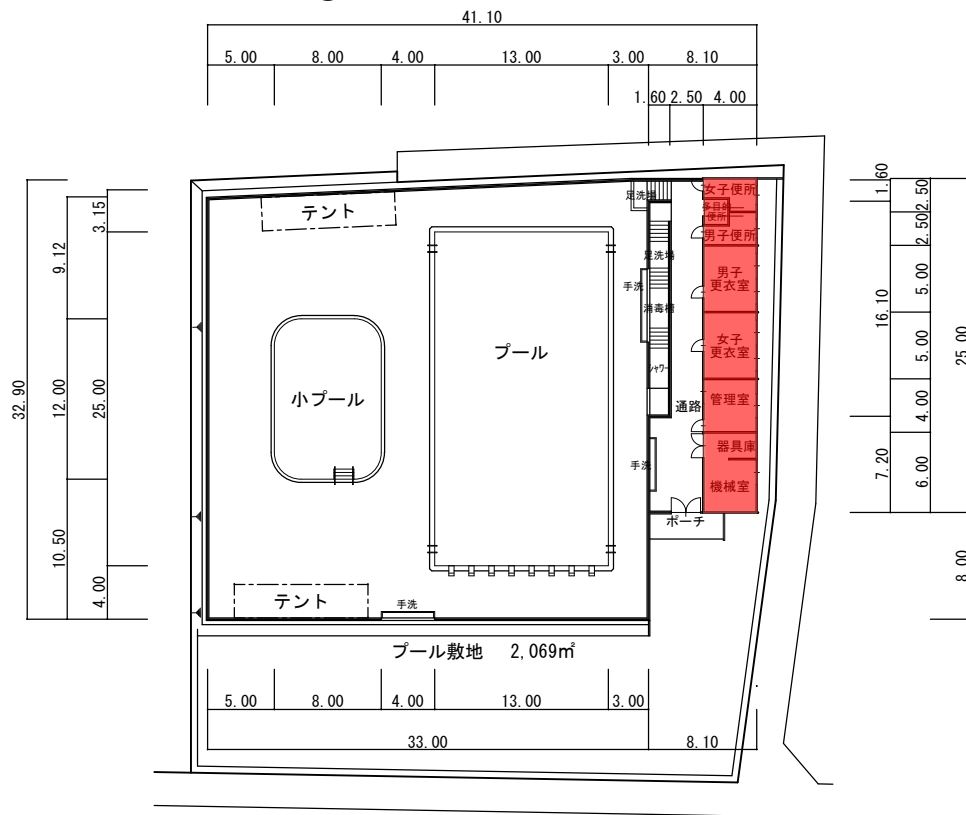 41.10
5.00 8.00 4.00 13.00 3.00 8.10
1.60 2.50 4.00
テント
足洗場
女子便所
多目的
便所
男子便所
足洗場
手洗
男子
更衣室
消毒槽
プール
女子
更衣室
小プール
シャワー
管理室
通路
器具庫
手洗
機械室
ポーチ
テント
手洗
プール敷地 2,069㎡
32.90
9.12
12.00
10.50
3.15
25.00
4.00
1.60
16.10
7.20
2.50
2.50
5.00
5.00
4.00
6.00
25.00
8.00
5.00 8.00 4.00 13.00 3.00
33.00 8.10